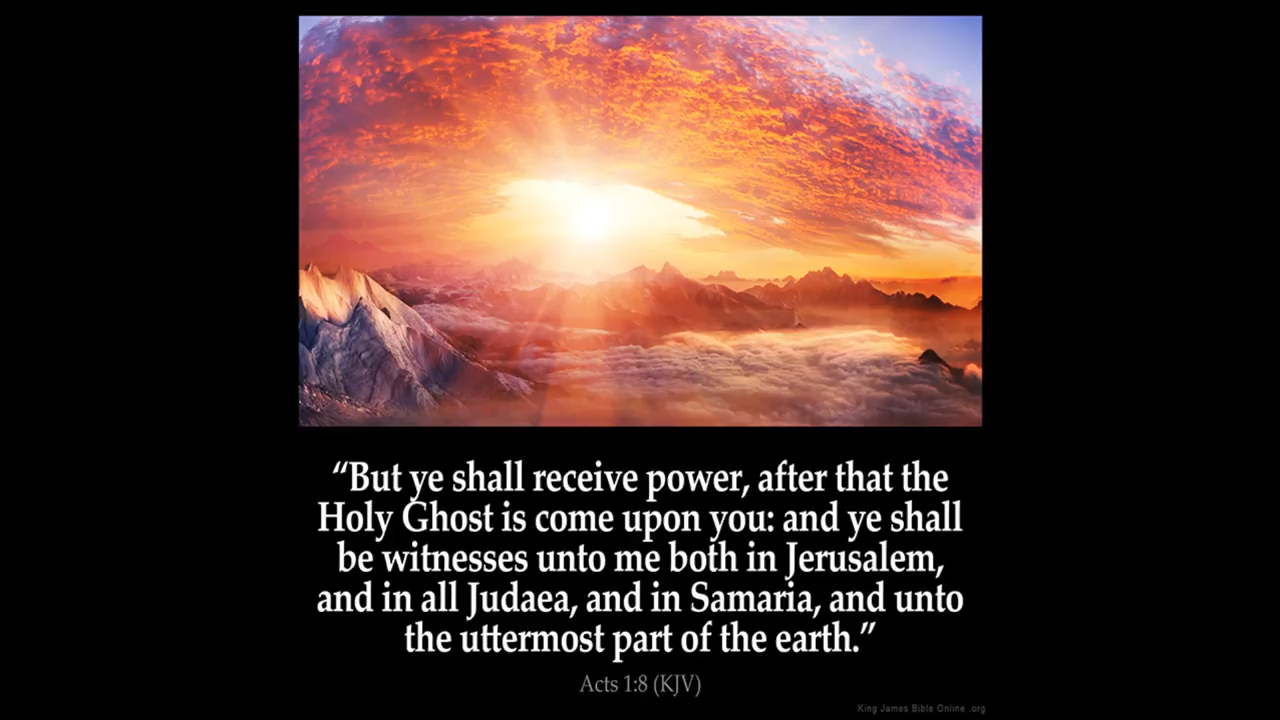 “But ye shall receive power, after that the
Holy Ghost is come upon you: and ye shall
be witnesses unto me both in Jerusalem,
and in all Judaea, and in Samaria, and unto
the uttermost part of the earth.”
Acts 1:8 (KJV)
King James Bible Online .org